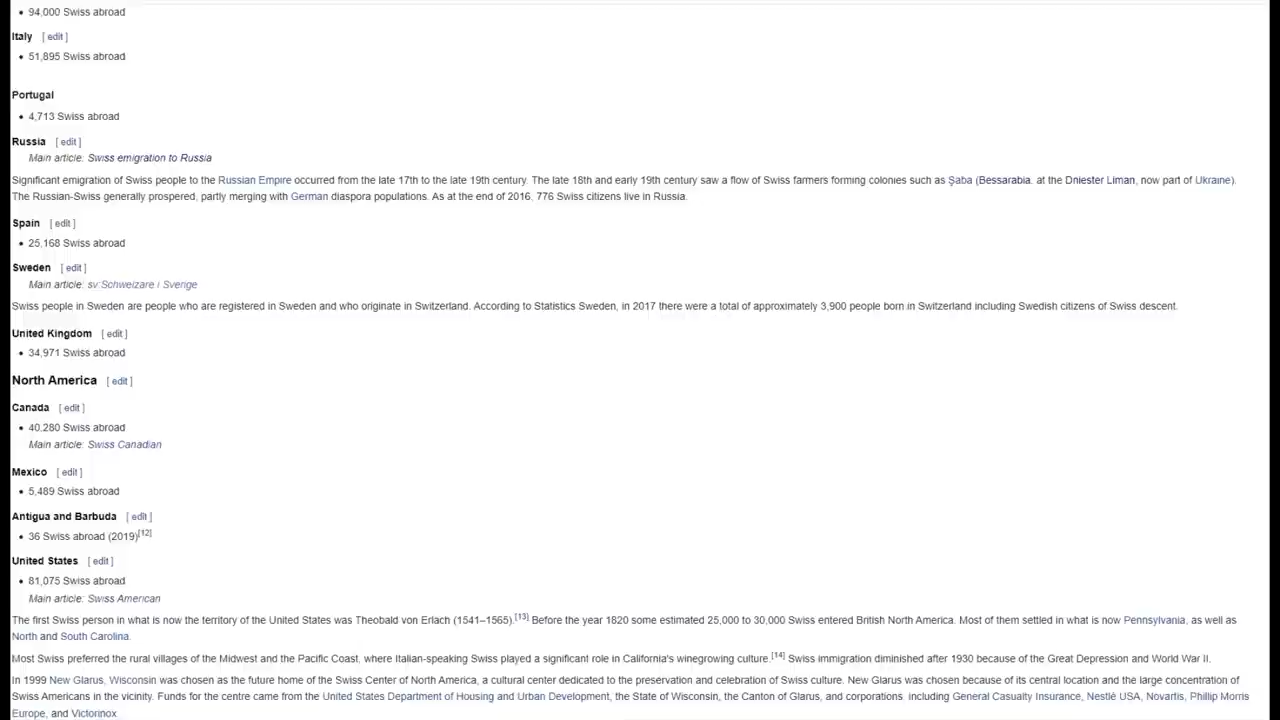 • 94,000 Swiss abroad
Italy [ edit ]
• 51,895 Swiss abroad
Portugal
• 4,713 Swiss abroad
Russia [ edit ]
Main article: Swiss emigration to Russia
Significant emigration of Swiss people to the Russian Empire occurred from the late 17th to the late 19th century. The late 18th and early 19th century saw a flow of Swiss farmers forming colonies such as Şaba (Bessarabia. at the Dniester Liman, now part of Ukraine).
The Russian-Swiss generally prospered, partly merging with German diaspora populations. As at the end of 2016, 776 Swiss citizens live in Russia.
Spain [ edit ]
• 25,168 Swiss abroad
Sweden [ edit ]
Main article: sv:Schweizare i Sverige
Swiss people in Sweden are people who are registered in Sweden and who originate in Switzerland. According to Statistics Sweden, in 2017 there were a total of approximately 3,900 people born in Switzerland including Swedish citizens of Swiss descent.
United Kingdom [ edit ]
• 34,971 Swiss abroad
North America [ edit ]
Canada [ edit ]
• 40,280 Swiss abroad
Main article: Swiss Canadian
Mexico [ edit ]
• 5,489 Swiss abroad
Antigua and Barbuda [ edit ]
• 36 Swiss abroad (2019)[12]
United States [ edit ]
• 81,075 Swiss abroad
Main article: Swiss American
The first Swiss person in what is now the territory of the United States was Theobald von Erlach (1541–1565).[13] Before the year 1820 some estimated 25,000 to 30,000 Swiss entered British North America. Most of them settled in what is now Pennsylvania, as well as
North and South Carolina.
Most Swiss preferred the rural villages of the Midwest and the Pacific Coast, where Italian-speaking Swiss played a significant role in California's winegrowing culture.[14] Swiss immigration diminished after 1930 because of the Great Depression and World War II.
In 1999 New Glarus, Wisconsin was chosen as the future home of the Swiss Center of North America, a cultural center dedicated to the preservation and celebration of Swiss culture. New Glarus was chosen because of its central location and the large concentration of
Swiss Americans in the vicinity. Funds for the centre came from the United States Department of Housing and Urban Development, the State of Wisconsin, the Canton of Glarus, and corporations including General Casualty Insurance, Nestlé USA, Novartis, Phillip Morris
Europe, and Victorinox.